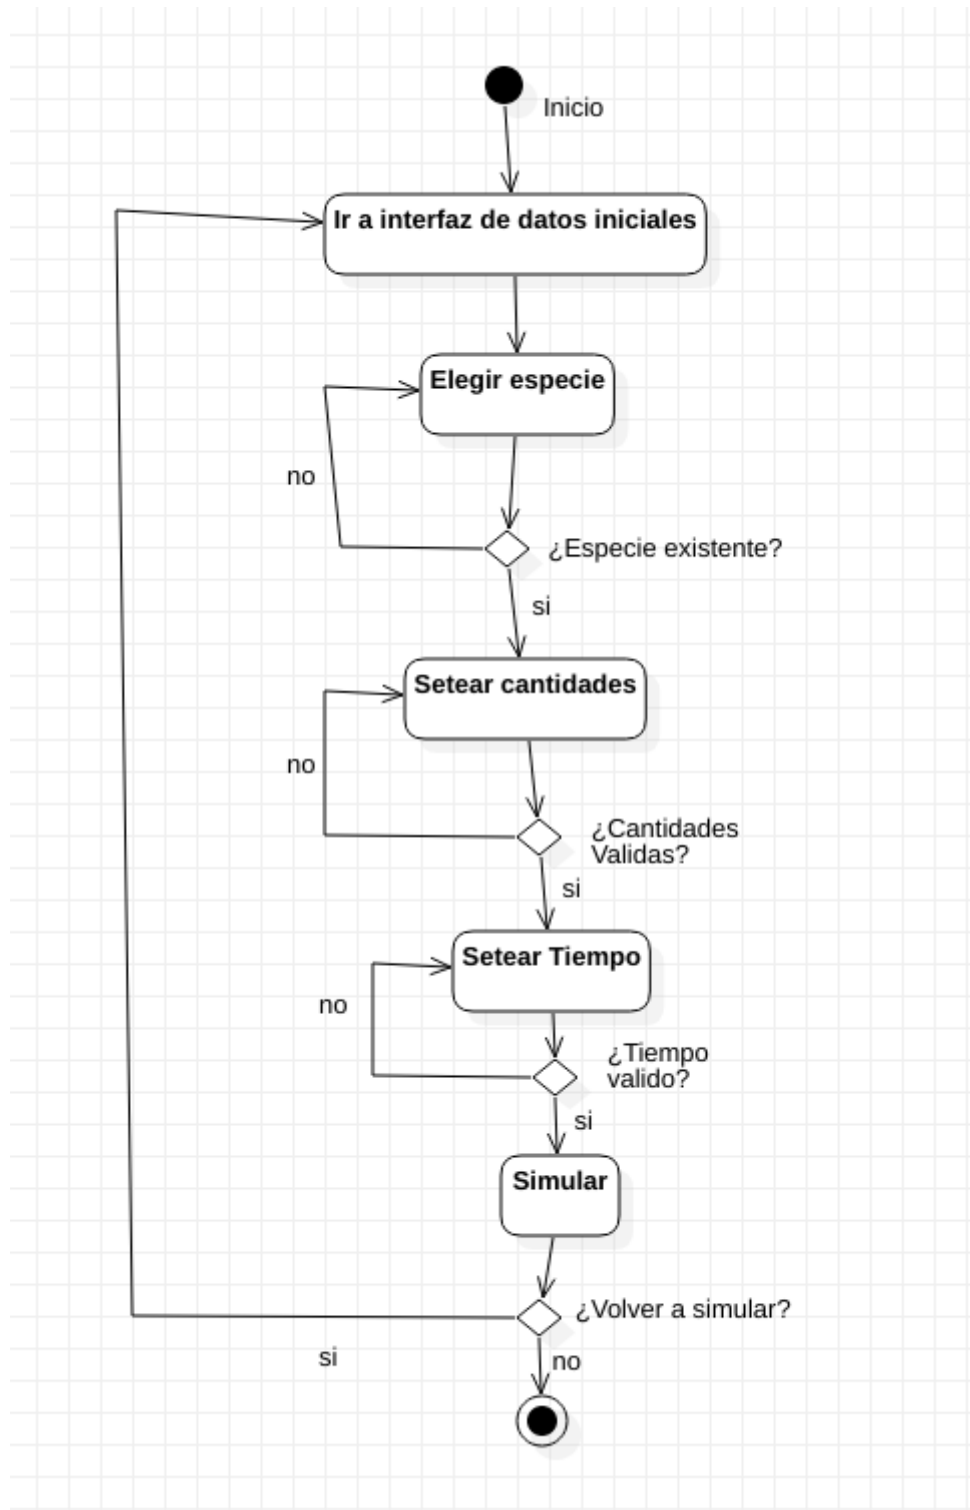 Inicio
Ir a interfaz de datos iniciales
Elegir especie
no
¿Especie existente?
si
Setear cantidades
no
¿Cantidades
Validas?
si
Setear Tiempo
no
¿Tiempo
valido?
si
Simular
¿Volver a simular?
si
no